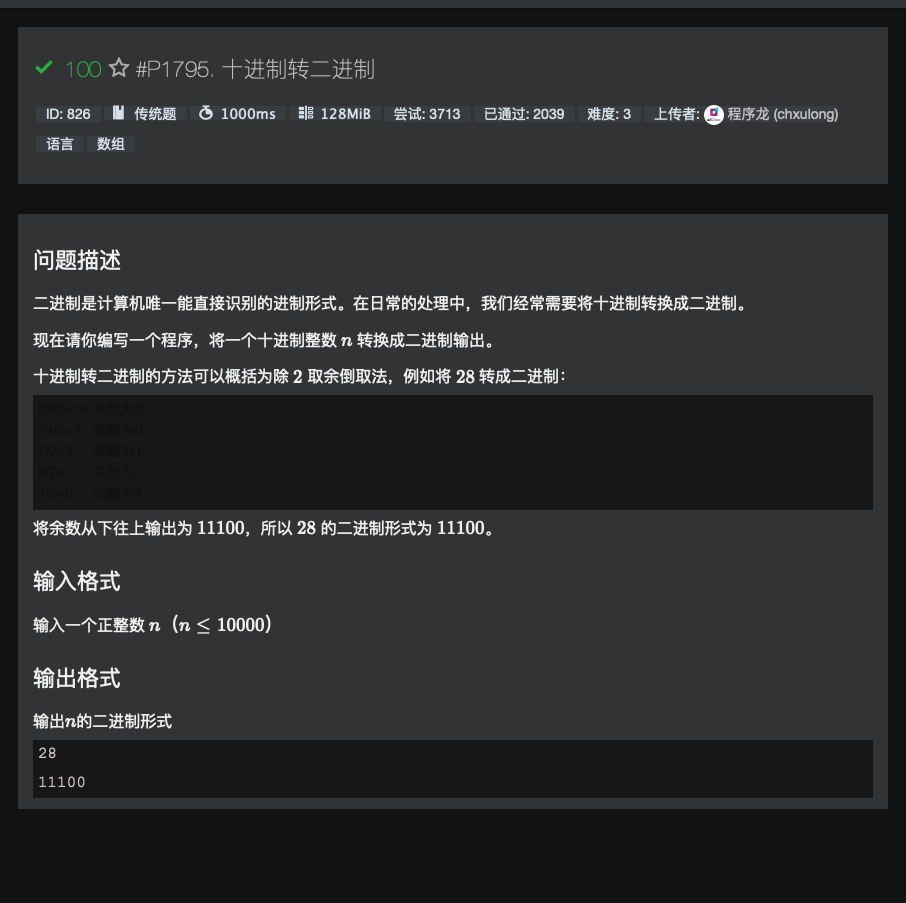 100 #P1795. 十进制转二进制
ID: 826 传统题 1000ms 128MiB 尝试: 3713 已通过: 2039 难度: 3 上传者: 程序龙 (chxulong)
语言 数组
问题描述
二进制是计算机唯一能直接识别的进制形式。在日常的处理中，我们经常需要将十进制转换成二进制。
现在请你编写一个程序，将一个十进制整数 n 转换成二进制输出。
十进制转二进制的方法可以概括为除 2 取余倒取法，例如将 28 转成二进制：
28/2=14 余数为0
14/2=7 余数为0
7/2=3 余数为1
3/2=1 余数为1
1/2=0 余数为1
将余数从下往上输出为 11100，所以 28 的二进制形式为 11100。
输入格式
输入一个正整数 n（n ≤ 10000）
输出格式
输出n的二进制形式
28
11100